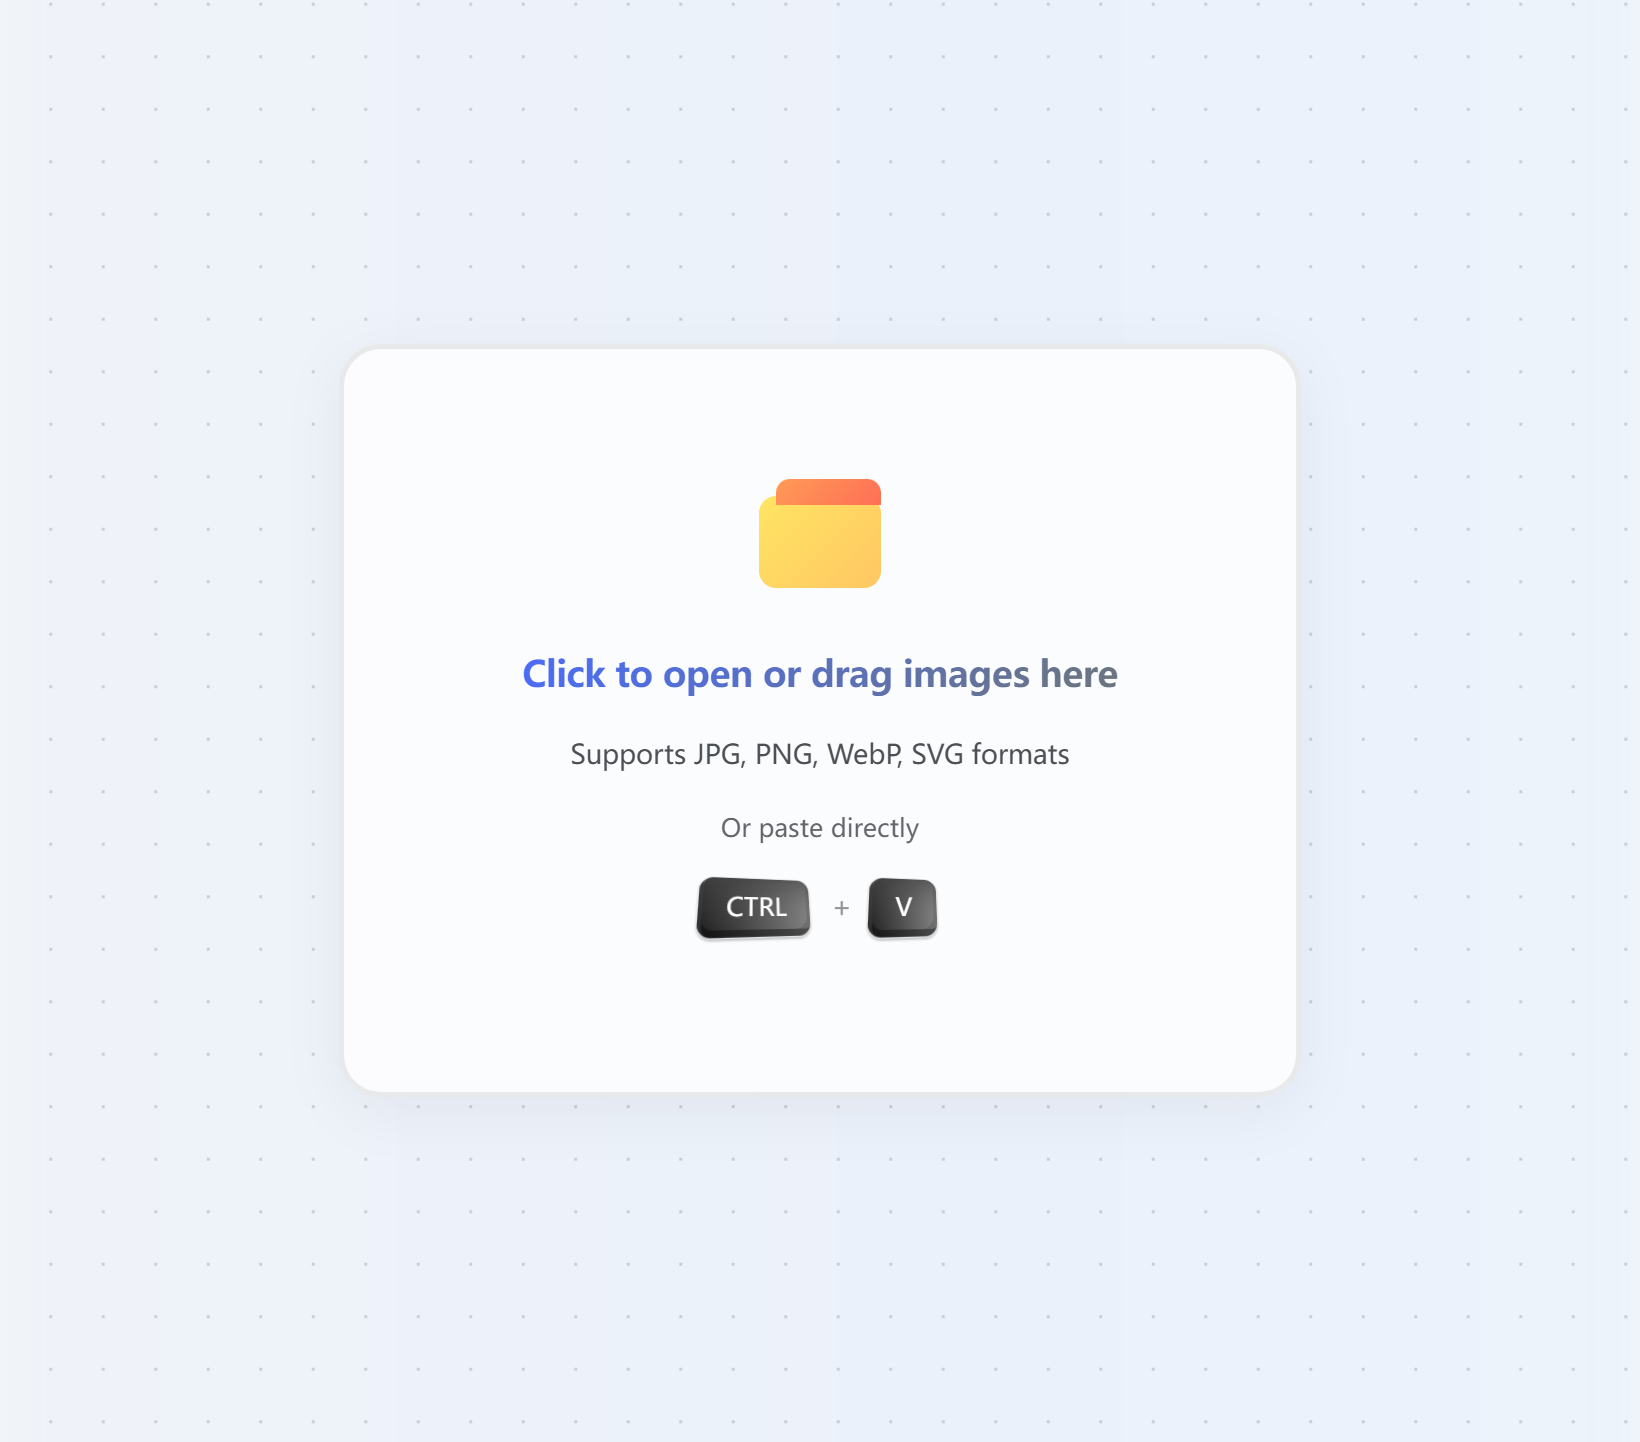 Click to open or drag images here
Supports JPG, PNG, WebP, SVG formats
Or paste directly
CTRL + V